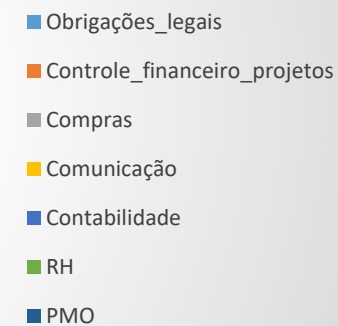 Obrigações_legais
Controle_financeiro_projetos
Compras
Comunicação
Contabilidade
RH
PMO